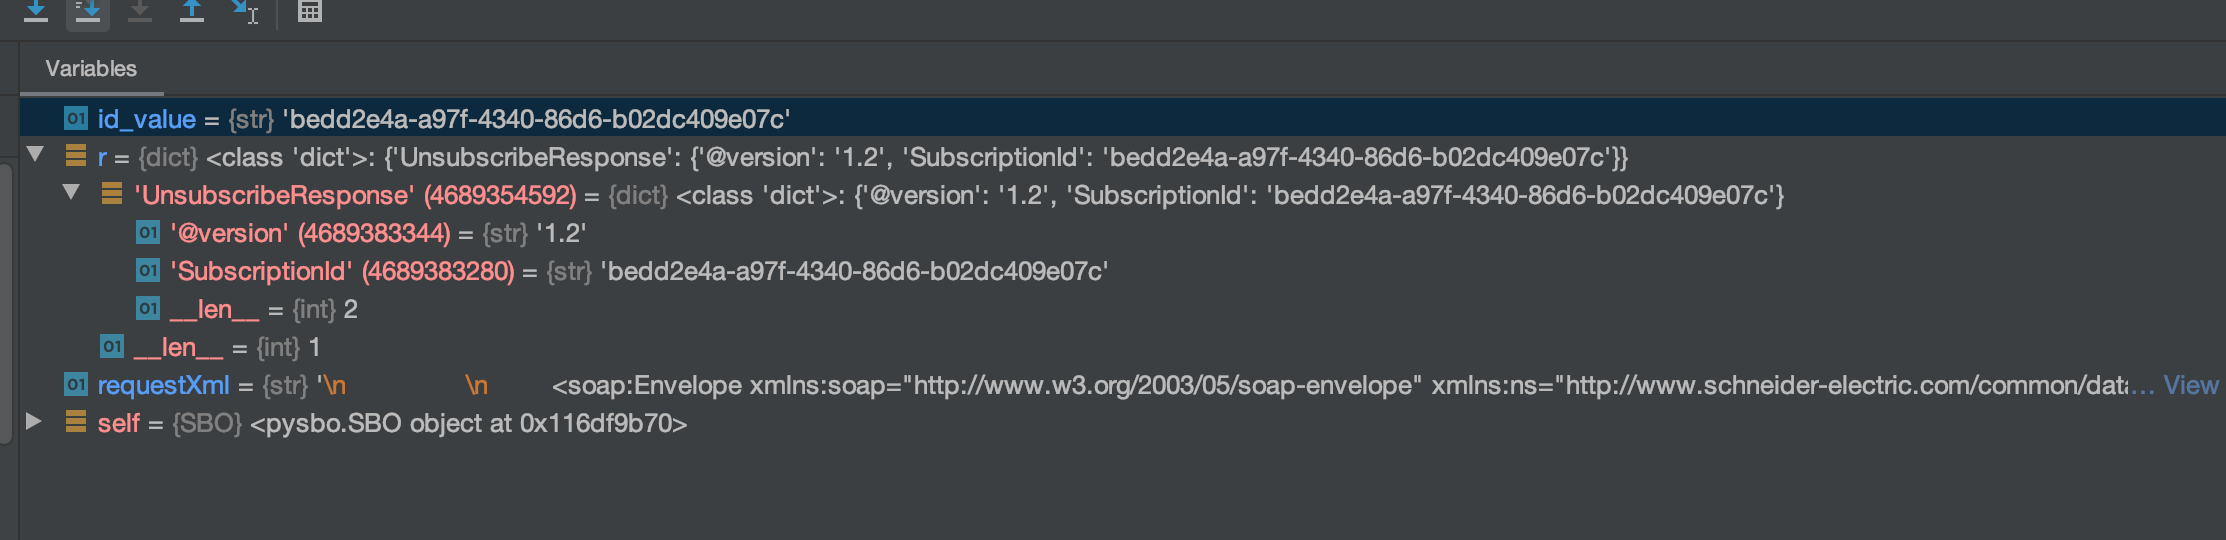 Variables
01 id_value = {str} 'bedd2e4a-a97f-4340-86d6-b02dc409e07c'
r = {dict} <class 'dict'>: {'UnsubscribeResponse': {'@version': '1.2', 'SubscriptionId': 'bedd2e4a-a97f-4340-86d6-b02dc409e07c'}}
'UnsubscribeResponse' (4689354592) = {dict} <class 'dict'>: {'@version': '1.2', 'SubscriptionId': 'bedd2e4a-a97f-4340-86d6-b02dc409e07c'}
01 '@version' (4689383344) = {str} '1.2'
01 'SubscriptionId' (4689383280) = {str} 'bedd2e4a-a97f-4340-86d6-b02dc409e07c'
01 __len__ = {int} 2
01 __len__ = {int} 1
01 requestXml = {str} '\n \n <soap:Envelope xmlns:soap="http://www.w3.org/2003/05/soap-envelope" xmlns:ns="http://www.schneider-electric.com/common/data... View
self = {SBO} <pysbo.SBO object at 0x116df9b70>